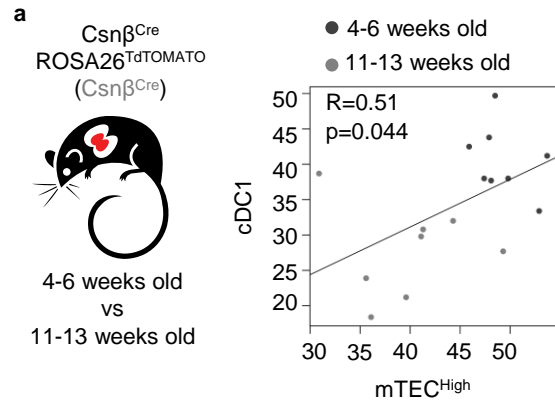 a
Csnβ^Cre
ROSA26^TdTOMATO
(Csnβ^Cre)
4-6 weeks old
vs
11-13 weeks old
4-6 weeks old
11-13 weeks old
R=0.51
p=0.044
cDC1
50
45
40
35
30
25
20
30 35 40 45 50
mTEC^High